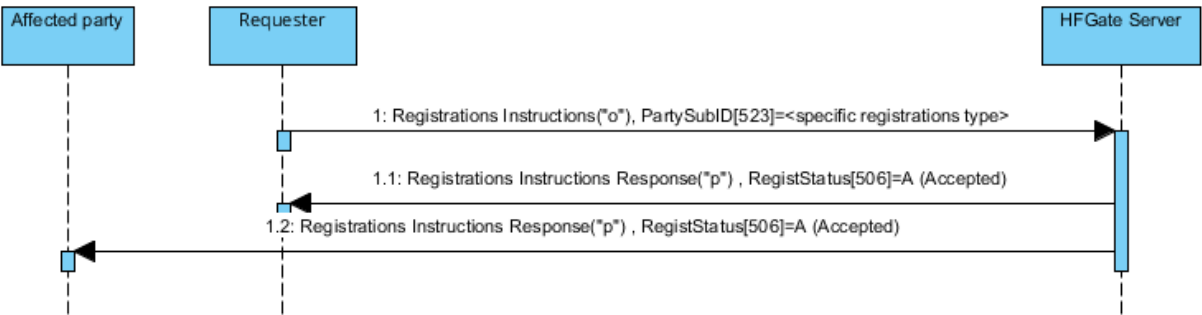 Affected party
Requester
HFGate Server
1: Registrations Instructions("o"), PartySubID[523]=<specific registrations type>
1.1: Registrations Instructions Response("p") , RegistStatus[506]=A (Accepted)
1.2: Registrations Instructions Response("p") , RegistStatus[506]=A (Accepted)